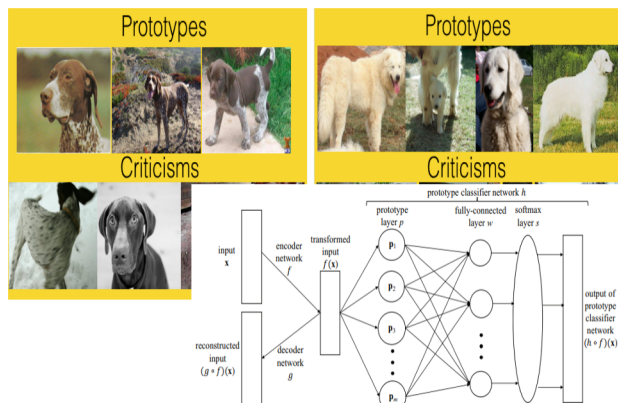 Prototypes
Criticisms
Prototypes
Criticisms
prototype classifier network h
input
x
encoder
network
f
transformed
input
f(x)
prototype
layer p
fully-connected
layer w
softmax
layer s
p₁
p₂
p₃
pₘ
reconstructed
input
(g ∘ f)(x)
decoder
network
g
output of
prototype
classifier
network
(h ∘ f)(x)